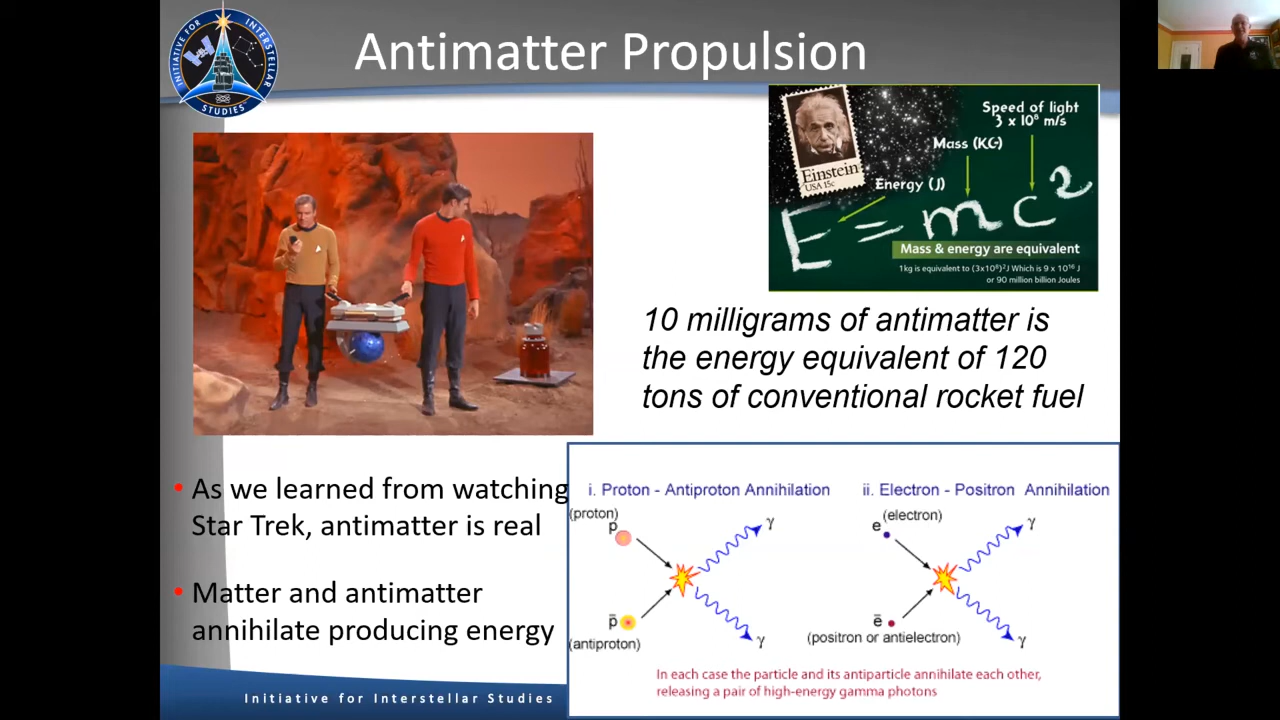 INITIATIVE FOR INTERSTELLAR
STUDIES
Antimatter Propulsion
Einstein
USA 15c
Speed of light
3 x 10⁸ m/s
Mass (KG)
Energy (J)
E = mc²
Mass & energy are equivalent
1kg is equivalent to (3x10⁸)²J Which is 9 x 10¹⁶ J
or 90 million billion Joules
10 milligrams of antimatter is
the energy equivalent of 120
tons of conventional rocket fuel
• As we learned from watching
Star Trek, antimatter is real
• Matter and antimatter
annihilate producing energy
i. Proton - Antiproton Annihilation
(proton)
p
γ
p̄
(antiproton)
γ
ii. Electron - Positron Annihilation
(electron)
e
γ
ē
(positron or antielectron)
γ
In each case the particle and its antiparticle annihilate each other,
releasing a pair of high-energy gamma photons
Initiative for Interstellar Studies